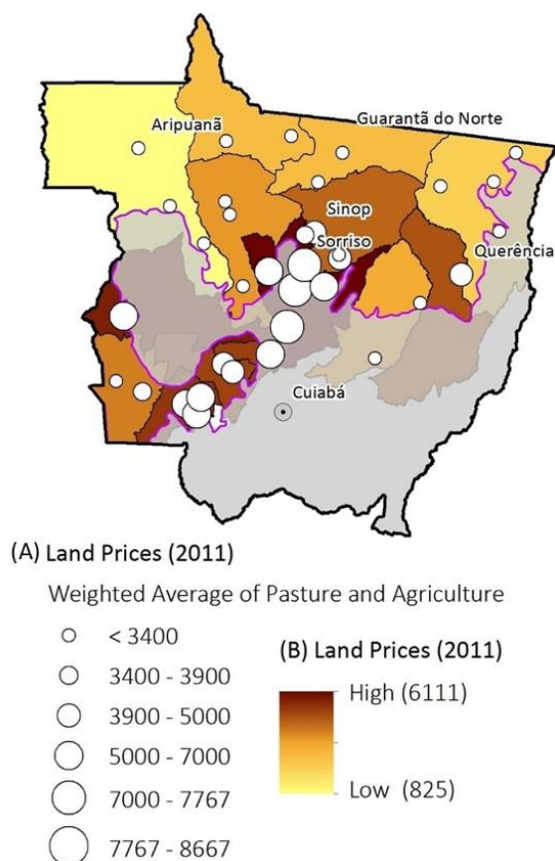 Aripuanã
Guarantã do Norte
Sinop
Sorriso
Querência
Cuiabá
(A) Land Prices (2011)
Weighted Average of Pasture and Agriculture
< 3400
3400 - 3900
3900 - 5000
5000 - 7000
7000 - 7767
7767 - 8667
(B) Land Prices (2011)
High (6111)
Low (825)